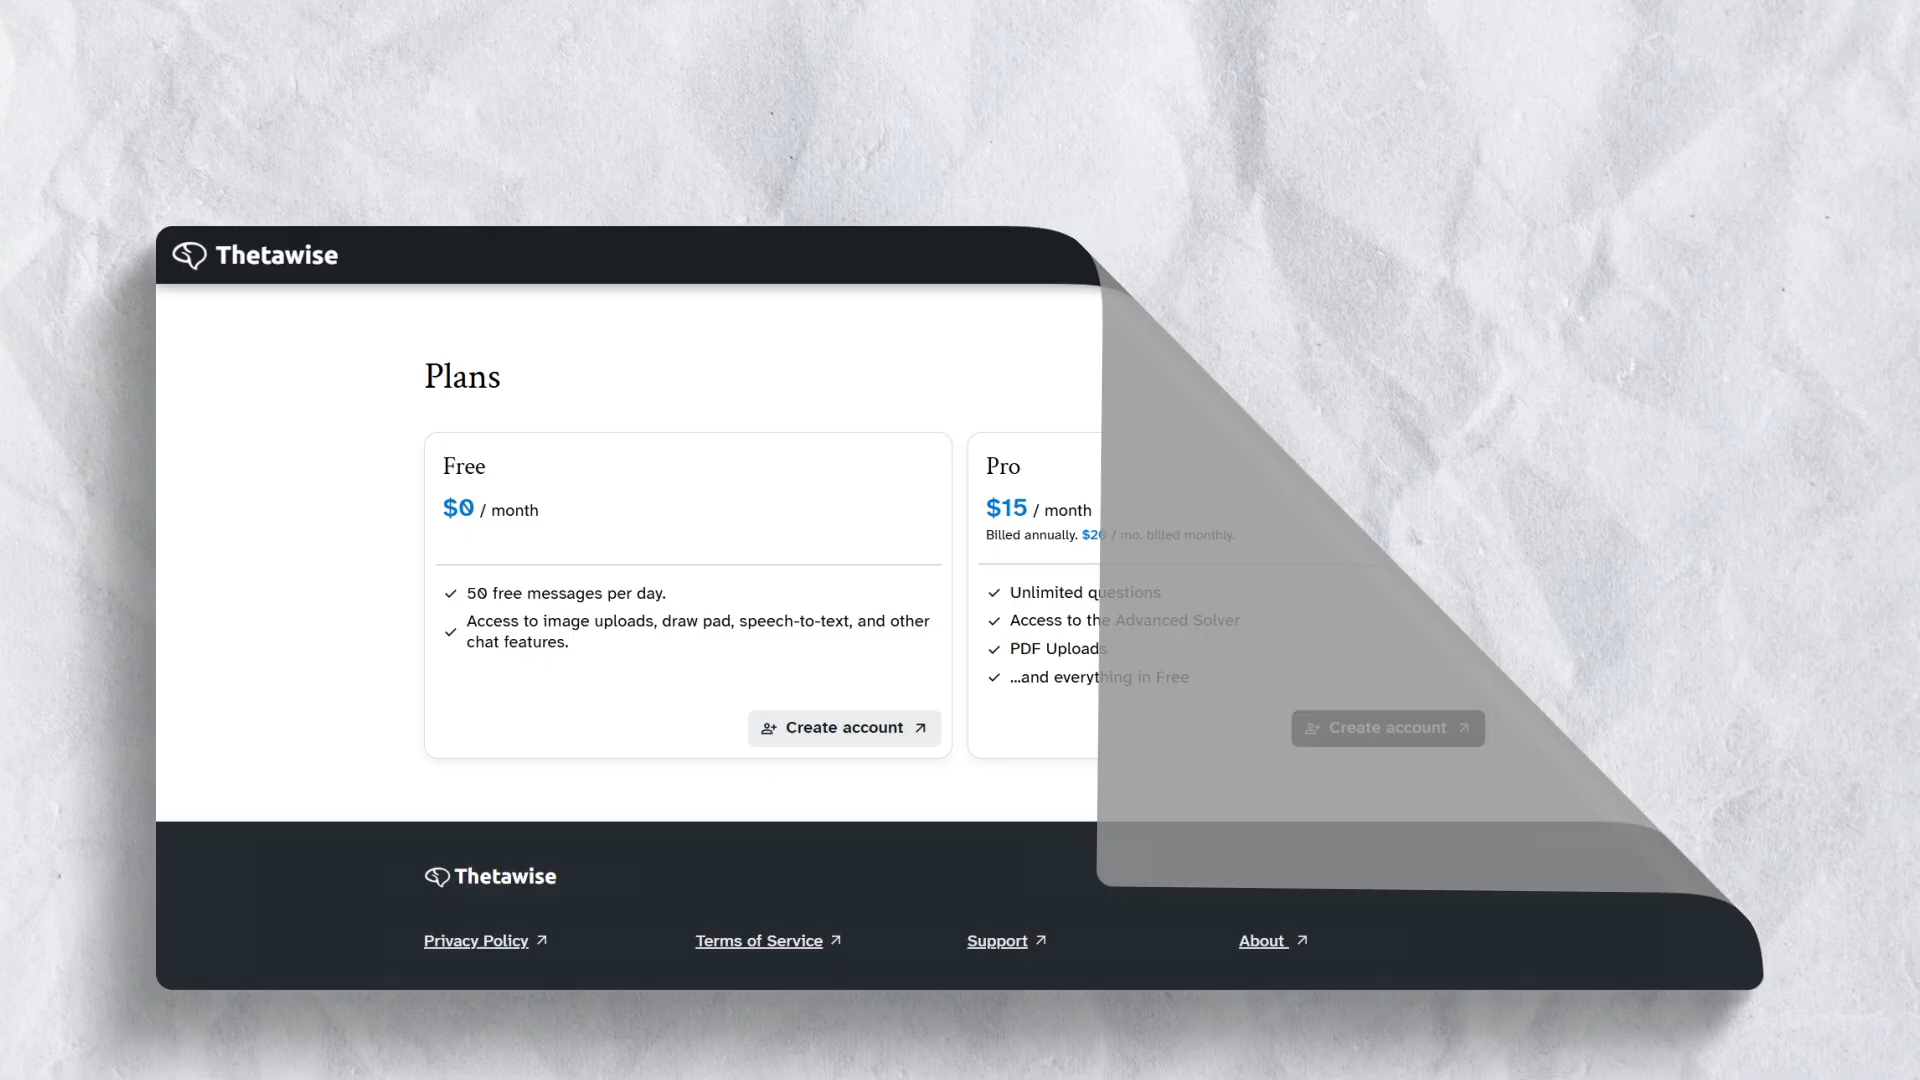 Thetawise
Plans
Free
$0 / month
50 free messages per day.
Access to image uploads, draw pad, speech-to-text, and other
chat features.
Create account
Pro
$15 / month
Billed annually. $20 / mo. billed monthly.
Unlimited questions
Access to the Advanced Solver
PDF Uploads
...and everything in Free
Create account
Thetawise
Privacy Policy
Terms of Service
Support
About